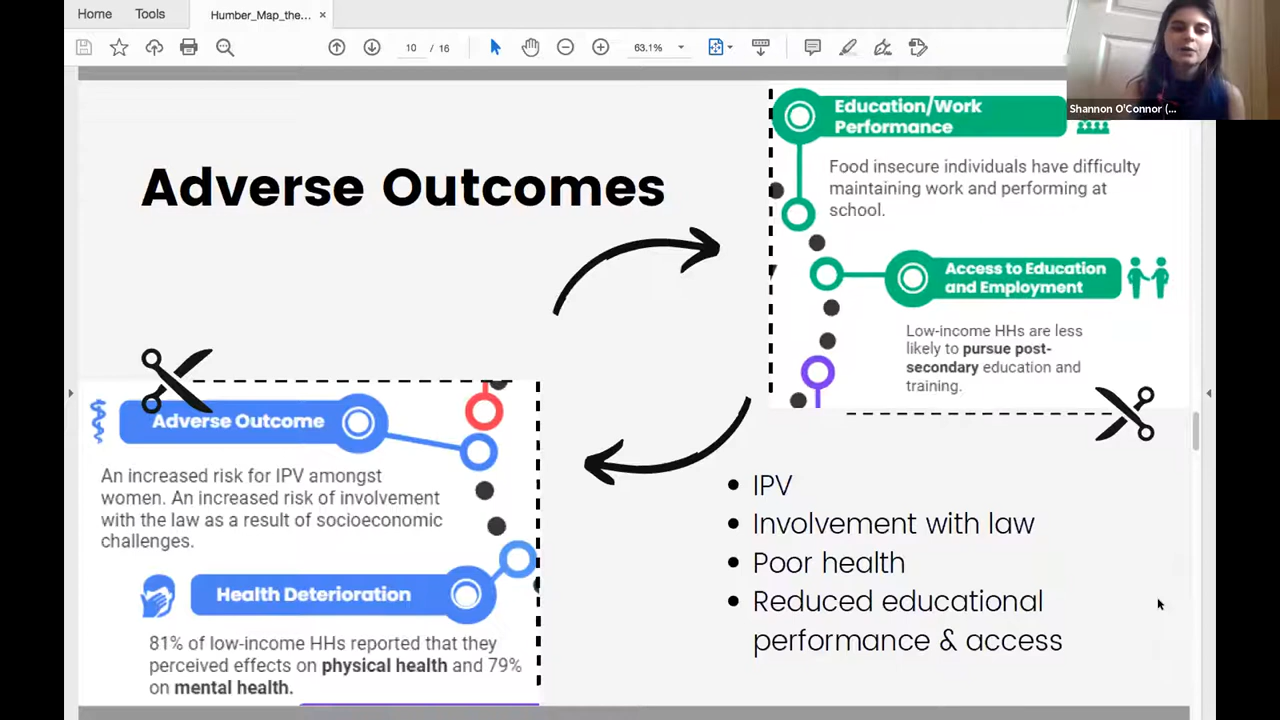 Home
Tools
Humber_Map_the... ×
10 / 16
63.1%
Shannon O'Connor (...
Adverse Outcomes
Education/Work
Performance
Food insecure individuals have difficulty
maintaining work and performing at
school.
Access to Education
and Employment
Low-income HHs are less
likely to pursue post-
secondary education and
training.
Adverse Outcome
An increased risk for IPV amongst
women. An increased risk of involvement
with the law as a result of socioeconomic
challenges.
Health Deterioration
81% of low-income HHs reported that they
perceived effects on physical health and 79%
on mental health.
• IPV
• Involvement with law
• Poor health
• Reduced educational
performance & access